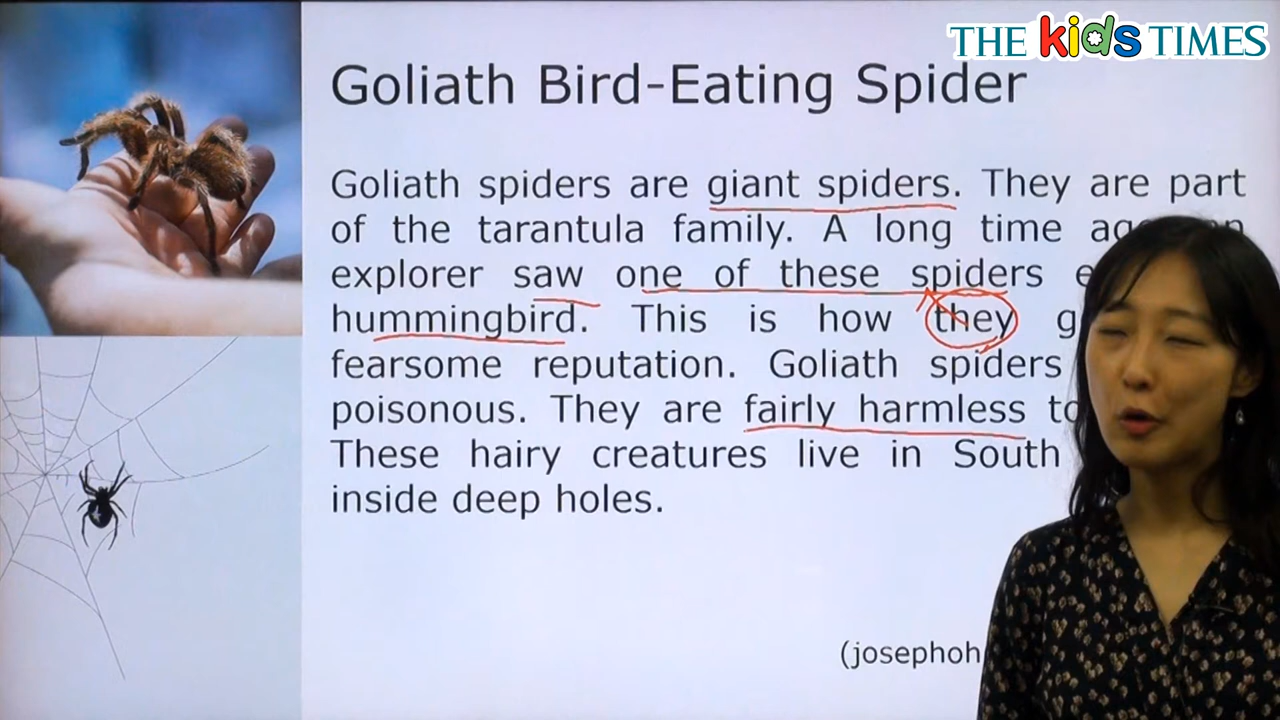 THE kids TIMES
Goliath Bird-Eating Spider
Goliath spiders are giant spiders. They are part
of the tarantula family. A long time
explorer saw one of these spiders
hummingbird. This is how they
fearsome reputation. Goliath spiders
poisonous. They are fairly harmless
These hairy creatures live in South
inside deep holes.
(josephoh